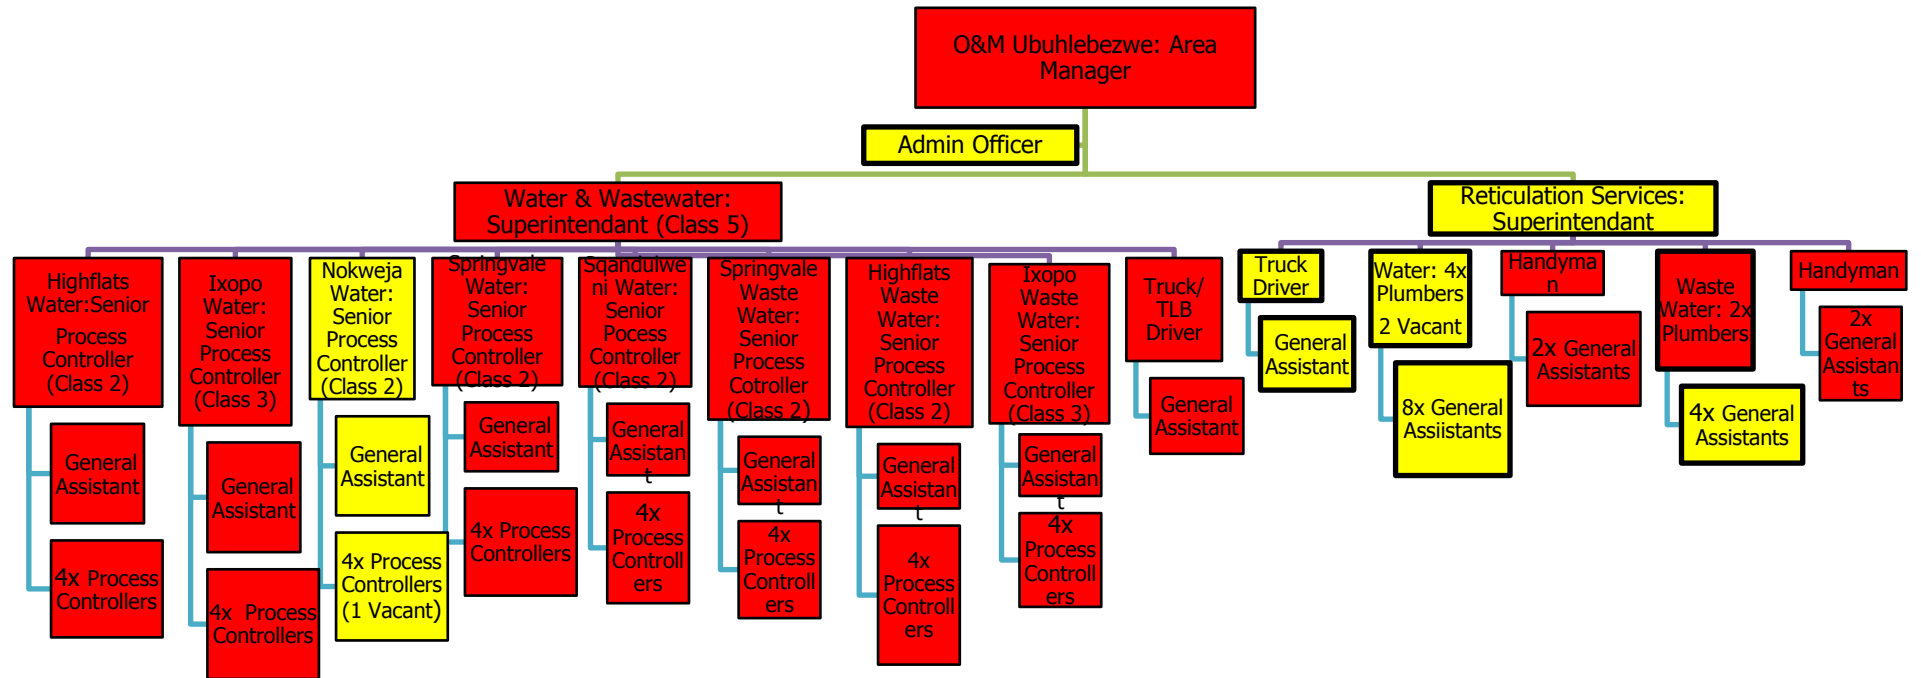 O&M Ubuhlebezwe: Area
Manager
Admin Officer
Water & Wastewater:
Superintendant (Class 5)
Reticulation Services:
Superintendant
Highflats
Water:Senior
Process
Controller
(Class 2)
Ixopo
Water:
Senior
Process
Controller
(Class 3)
Nokweja
Water:
Senior
Process
Controller
(Class 2)
Springvale
Water:
Senior
Process
Controller
(Class 2)
Sqandulwe
ni Water:
Senior
Pocess
Controller
(Class 2)
Springvale
Waste
Water:
Senior
Process
Cotroller
(Class 2)
Highflats
Waste
Water:
Senior
Process
Controller
(Class 2)
Ixopo
Waste
Water:
Senior
Process
Controller
(Class 3)
Truck/
TLB
Driver
Truck
Driver
Water: 4x
Plumbers
2 Vacant
Handyma
n
Waste
Water: 2x
Plumbers
Handyman
General
Assistant
4x Process
Controllers
General
Assistant
4x Process
Controllers
General
Assistant
4x Process
Controllers
(1 Vacant)
General
Assistant
4x Process
Controllers
General
Assistan
t
4x
Process
Controll
ers
General
Assistan
t
4x
Process
Controll
ers
General
Assistan
t
4x
Process
Controll
ers
General
Assistan
t
4x
Process
Controll
ers
General
Assistant
General
Assistant
8x General
Assiistants
2x General
Assistants
4x General
Assistants
2x
General
Assistan
ts